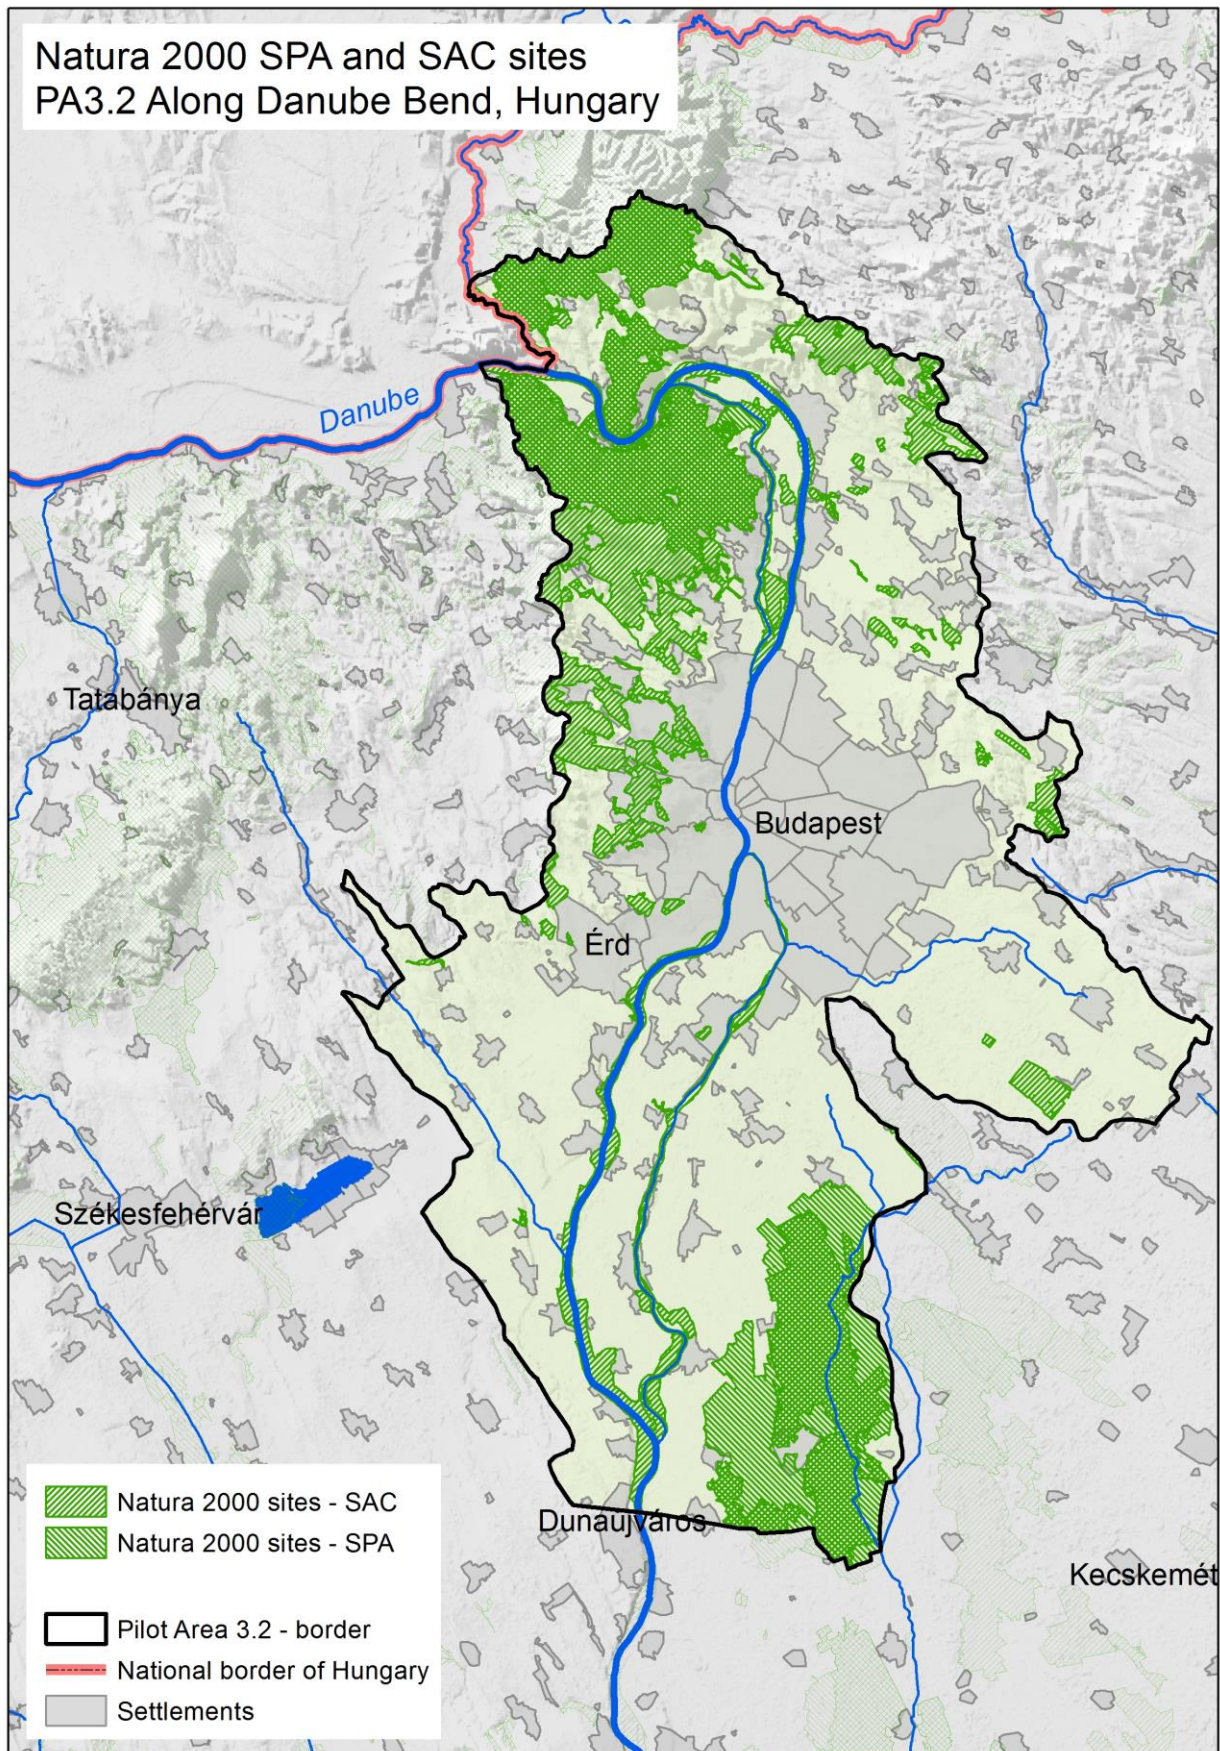 Natura 2000 SPA and SAC sites
PA3.2 Along Danube Bend, Hungary
Danube
Tatabánya
Budapest
Érd
Székesfehérvár
Dunaújváros
Kecskemét
Natura 2000 sites - SAC
Natura 2000 sites - SPA
Pilot Area 3.2 - border
National border of Hungary
Settlements